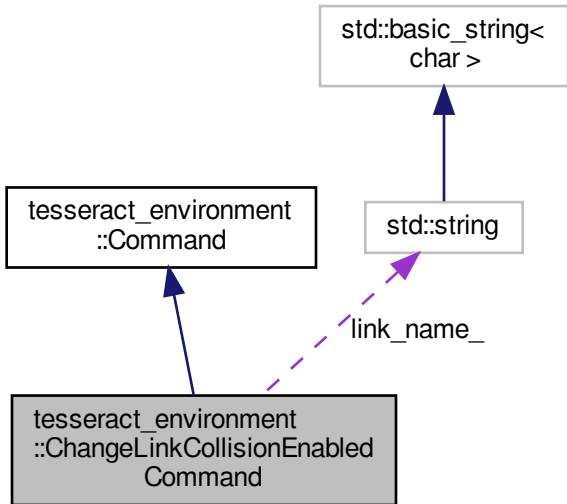 std::basic_string<
char >
tesseract_environment
::Command
std::string
link_name_
tesseract_environment
::ChangeLinkCollisionEnabled
Command